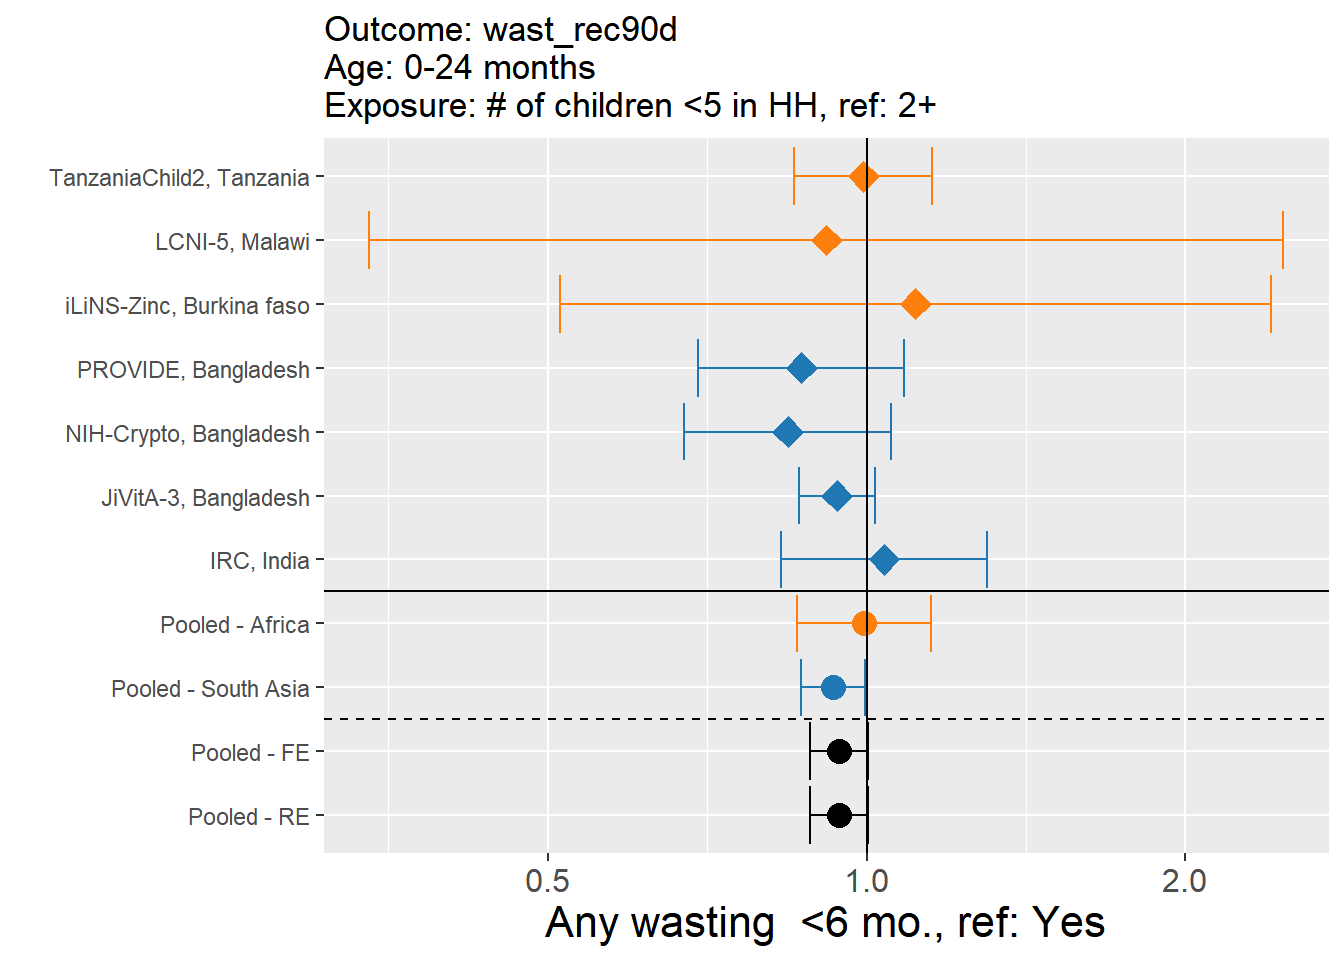 Outcome: wast_rec90d
Age: 0-24 months
Exposure: # of children <5 in HH, ref: 2+
TanzaniaChild2, Tanzania
LCNI-5, Malawi
iLiNS-Zinc, Burkina faso
PROVIDE, Bangladesh
NIH-Crypto, Bangladesh
JiVitA-3, Bangladesh
IRC, India
Pooled - Africa
Pooled - South Asia
Pooled - FE
Pooled - RE
0.5 1.0 2.0
Any wasting  <6 mo., ref: Yes